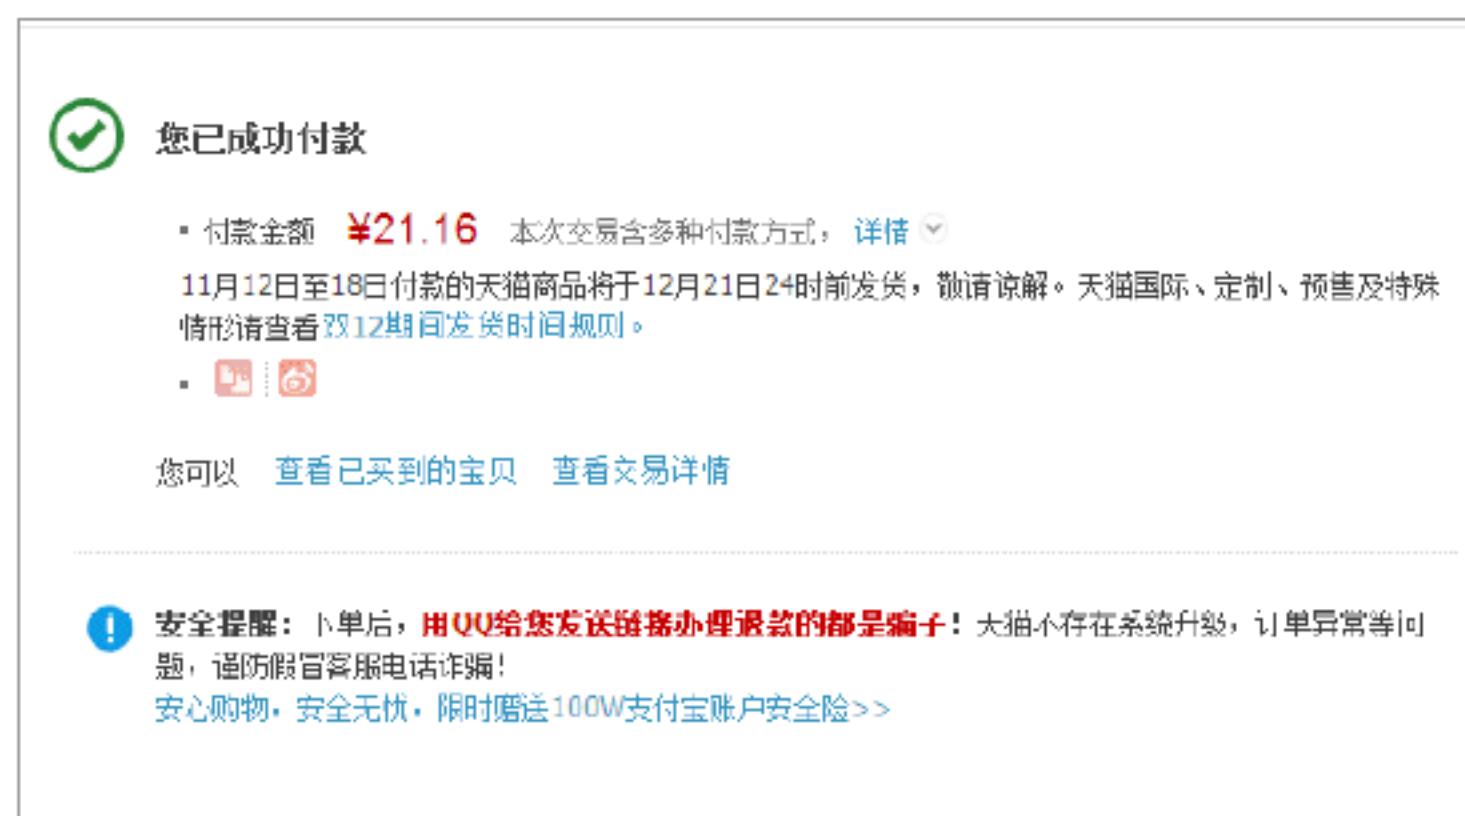 您已成功付款
付款金额 ¥21.16 本次交易含多种付款方式， 详情
11月12日至18日付款的天猫商品将于12月21日24时前发货，敬请谅解。天猫国际、定制、预售及特殊
情形请查看双12期间发货时间规则。
您可以 查看已买到的宝贝 查看交易详情
安全提醒：下单后，用QQ给您发送链接办理退款的都是骗子！天猫不存在系统升级，订单异常等问
题，谨防假冒客服电话诈骗！
安心购物，安全无忧，限时赠送100W支付宝账户安全险>>